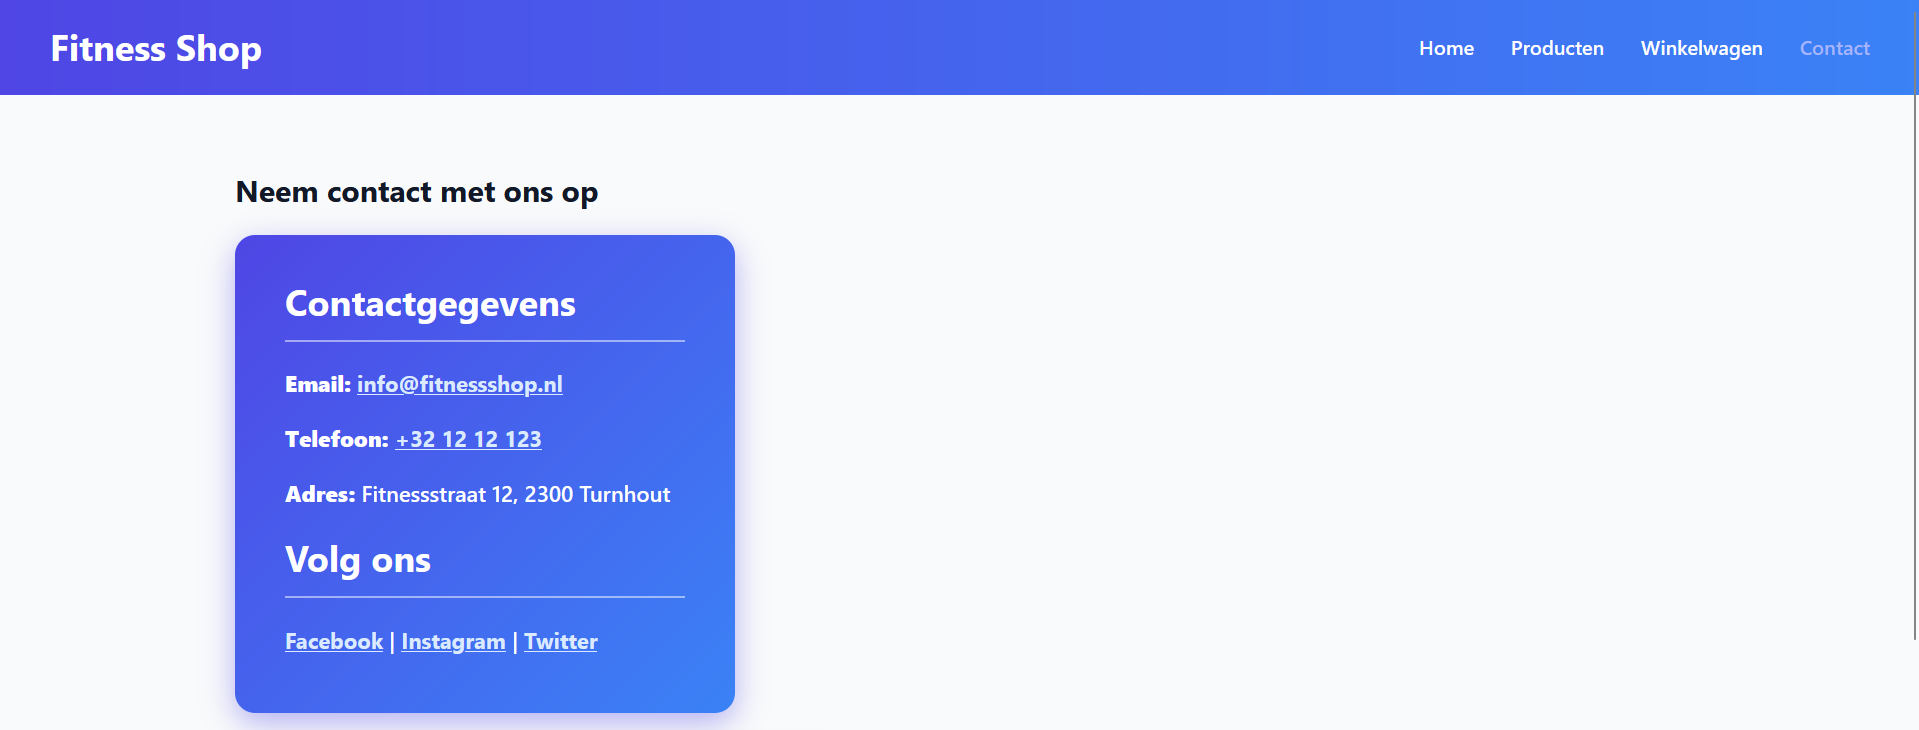 Fitness Shop
Home Producten Winkelwagen Contact
Neem contact met ons op
Contactgegevens
Email: info@fitnessshop.nl
Telefoon: +32 12 12 123
Adres: Fitnessstraat 12, 2300 Turnhout
Volg ons
Facebook | Instagram | Twitter